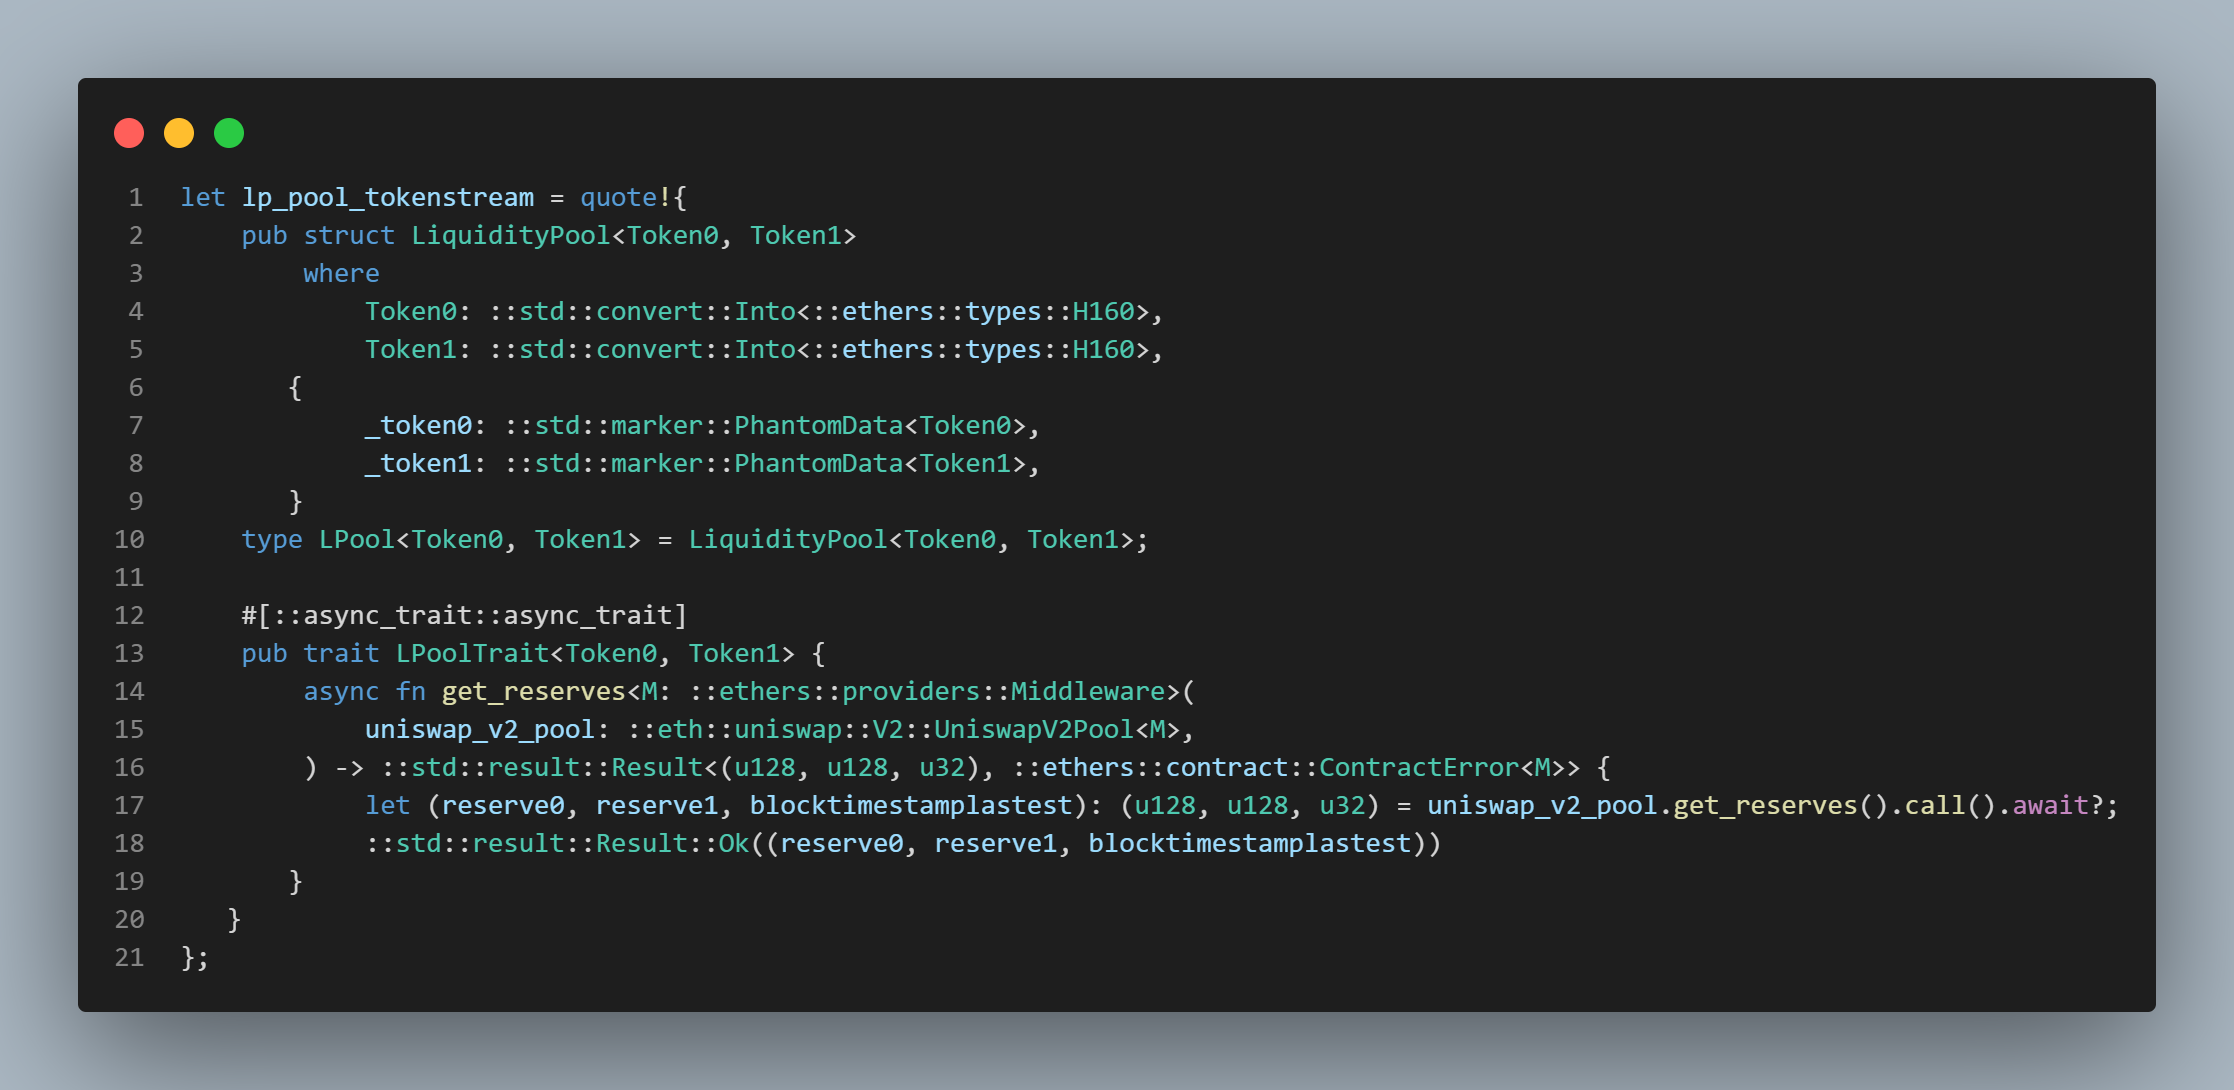 1 let lp_pool_tokenstream = quote!{
2     pub struct LiquidityPool<Token0, Token1>
3         where
4             Token0: ::std::convert::Into<::ethers::types::H160>,
5             Token1: ::std::convert::Into<::ethers::types::H160>,
6        {
7             _token0: ::std::marker::PhantomData<Token0>,
8             _token1: ::std::marker::PhantomData<Token1>,
9        }
10     type LPool<Token0, Token1> = LiquidityPool<Token0, Token1>;
11
12     #[::async_trait::async_trait]
13     pub trait LPoolTrait<Token0, Token1> {
14         async fn get_reserves<M: ::ethers::providers::Middleware>(
15             uniswap_v2_pool: ::eth::uniswap::V2::UniswapV2Pool<M>,
16         ) -> ::std::result::Result<(u128, u128, u32), ::ethers::contract::ContractError<M>> {
17             let (reserve0, reserve1, blocktimestamplastest): (u128, u128, u32) = uniswap_v2_pool.get_reserves().call().await?;
18             ::std::result::Result::Ok((reserve0, reserve1, blocktimestamplastest))
19        }
20    }
21 };